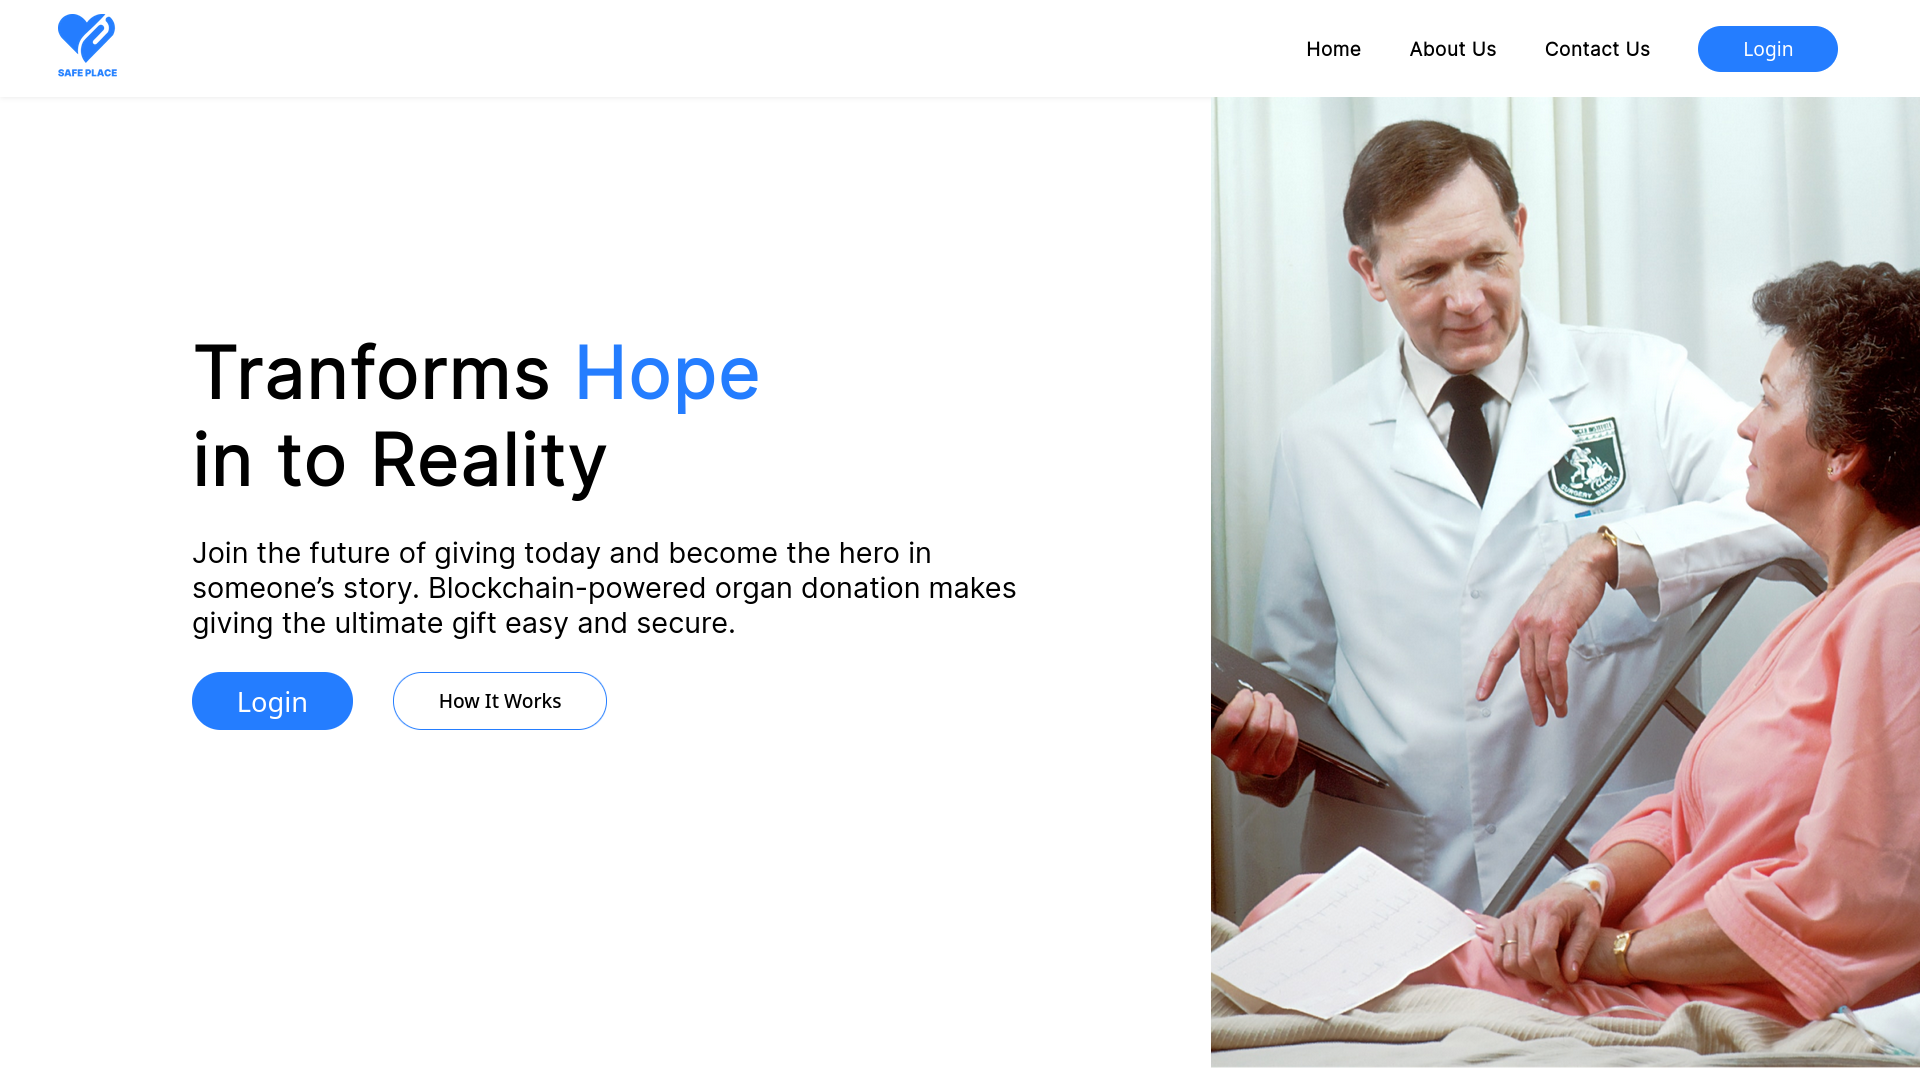 SAFE PLACE
Home
About Us
Contact Us
Login
Tranforms Hope
in to Reality
Join the future of giving today and become the hero in
someone’s story. Blockchain-powered organ donation makes
giving the ultimate gift easy and secure.
Login
How It Works
SURGERY BRANCH